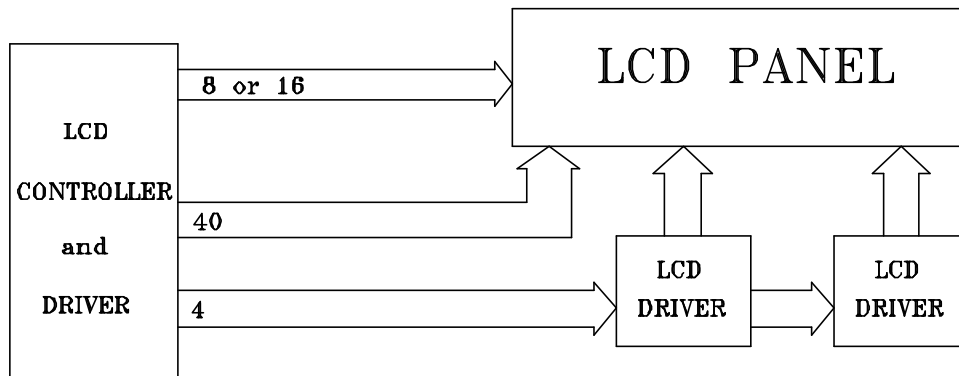 LCD PANEL
8 or 16
LCD
CONTROLLER
and
DRIVER
40
4
LCD
DRIVER
LCD
DRIVER